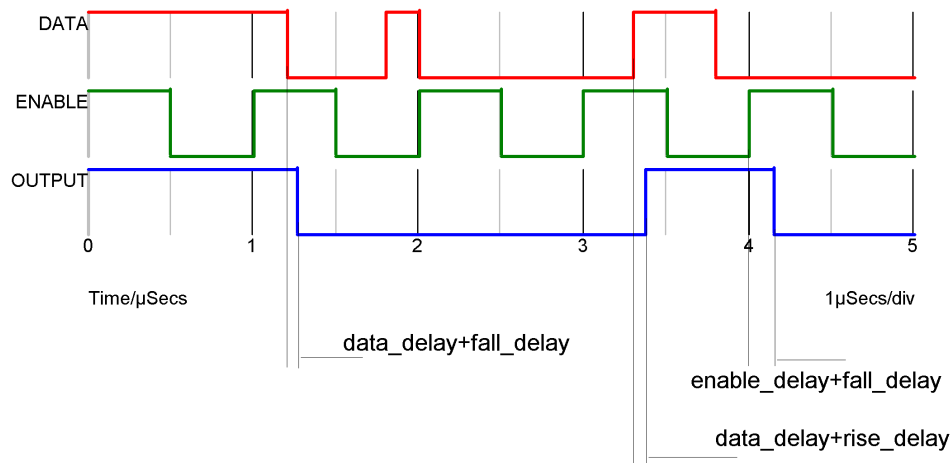 DATA
ENABLE
OUTPUT
0 1 2 3 4 5
Time/µSecs 1µSecs/div
data_delay+fall_delay
enable_delay+fall_delay
data_delay+rise_delay